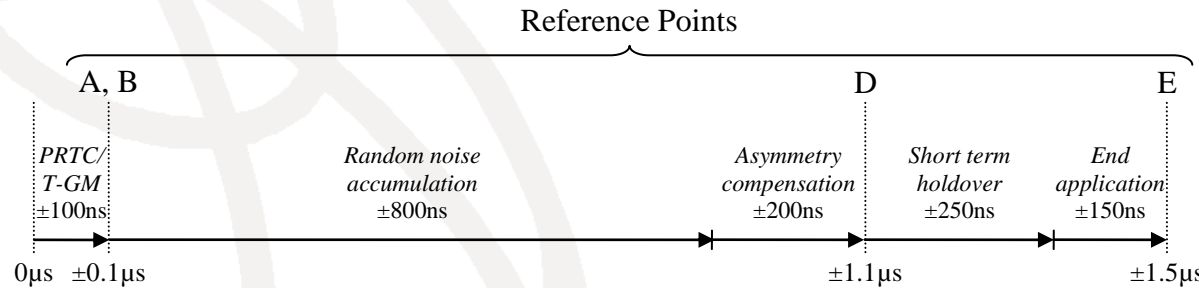 Reference Points
A, B
D
E
PRTC/
T-GM
±100ns
Random noise
accumulation
±800ns
Asymmetry
compensation
±200ns
Short term
holdover
±250ns
End
application
±150ns
0µs
±0.1µs
±1.1µs
±1.5µs